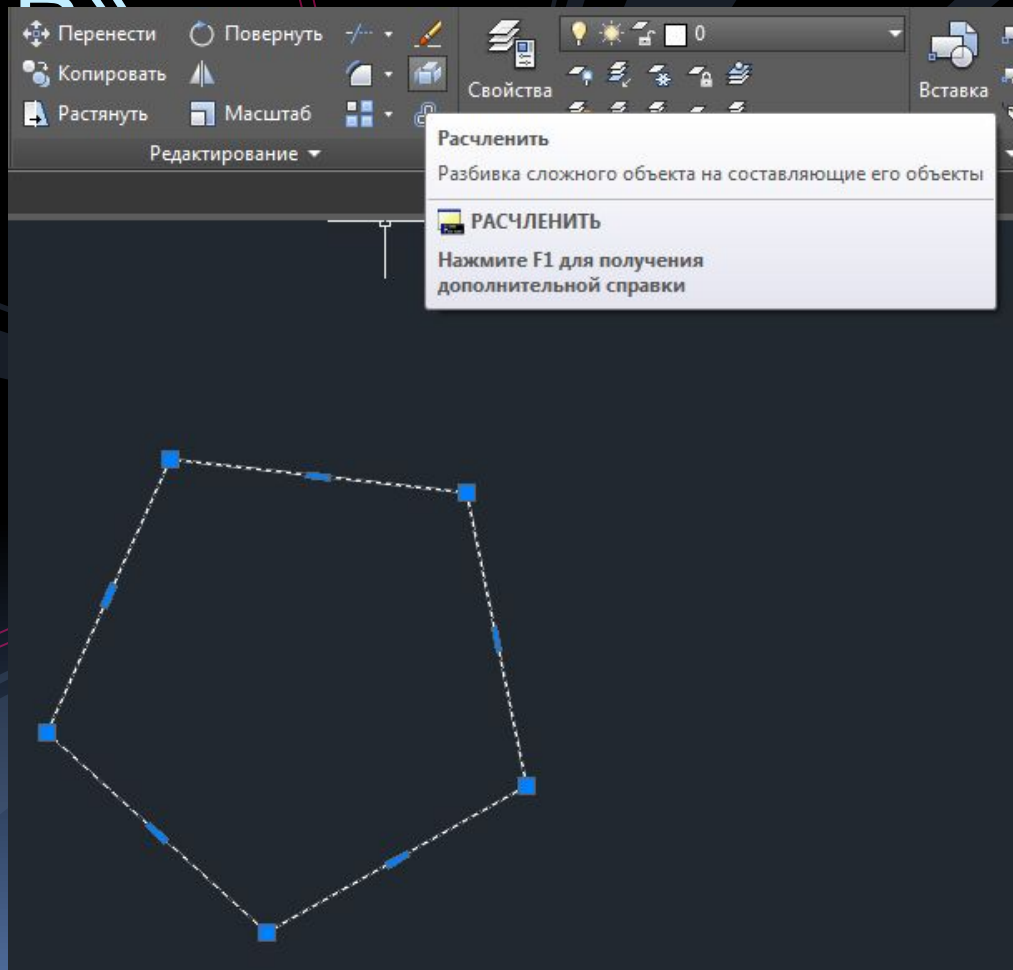 В»
Перенести Повернуть
Копировать
Растянуть Масштаб
Редактирование
Свойства
0
Вставка
Расчленить
Разбивка сложного объекта на составляющие его объекты
РАСЧЛЕНИТЬ
Нажмите F1 для получения
дополнительной справки